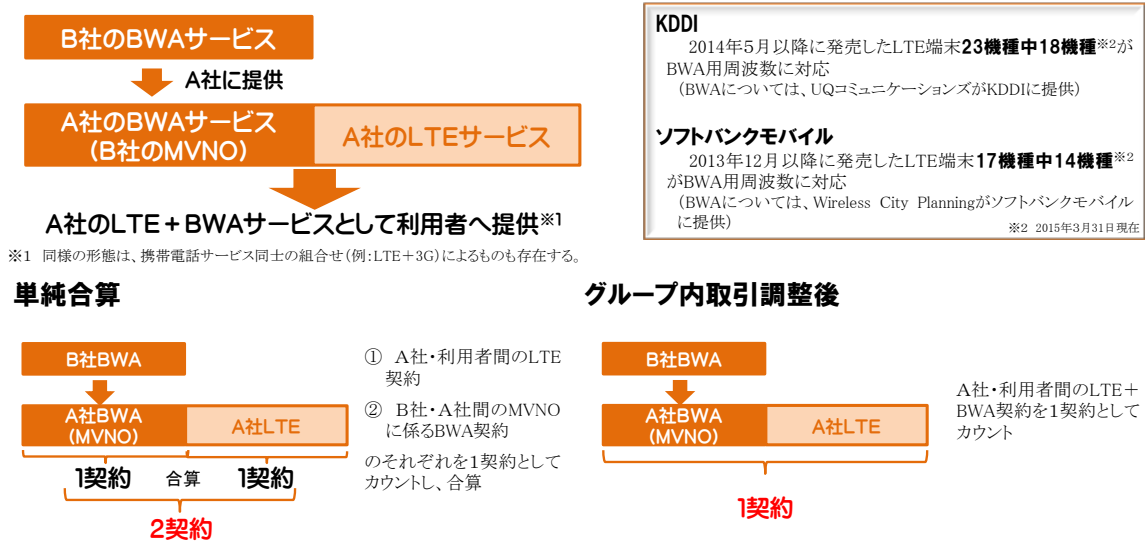 B社のBWAサービス
A社に提供
A社のBWAサービス
(B社のMVNO)
A社のLTEサービス
A社のLTE+BWAサービスとして利用者へ提供※1
※1 同様の形態は、携帯電話サービス同士の組合せ(例:LTE+3G)によるものも存在する。
KDDI
2014年5月以降に発売したLTE端末23機種中18機種※2が
BWA用周波数に対応
(BWAについては、UQコミュニケーションズがKDDIに提供)
ソフトバンクモバイル
2013年12月以降に発売したLTE端末17機種中14機種※2
がBWA用周波数に対応
(BWAについては、Wireless City Planningがソフトバンクモバイル
に提供)
※2 2015年3月31日現在
単純合算
B社BWA
A社BWA
(MVNO)
A社LTE
1契約
合算
1契約
2契約
① A社・利用者間のLTE
契約
② B社・A社間のMVNO
に係るBWA契約
のそれぞれを1契約として
カウントし、合算
グループ内取引調整後
B社BWA
A社BWA
(MVNO)
A社LTE
1契約
A社・利用者間のLTE+
BWA契約を1契約として
カウント